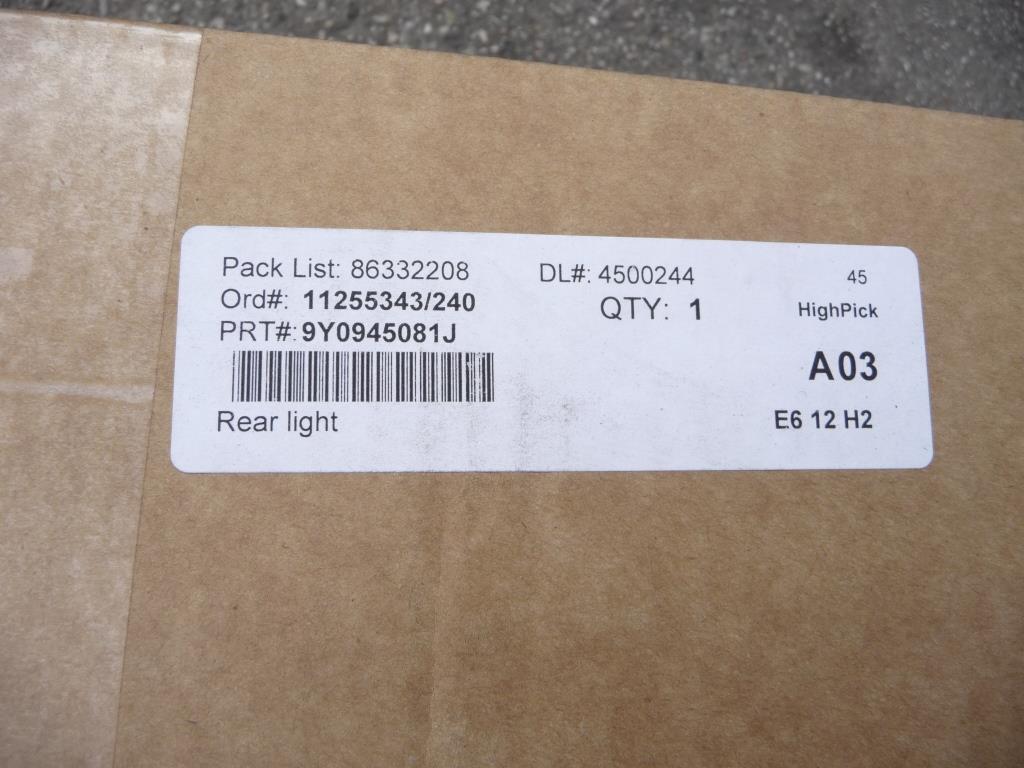 Pack List: 86332208 DL#: 4500244 45
Ord#: 11255343/240 QTY: 1 HighPick
PRT#: 9Y0945081J
A03
Rear light E6 12 H2